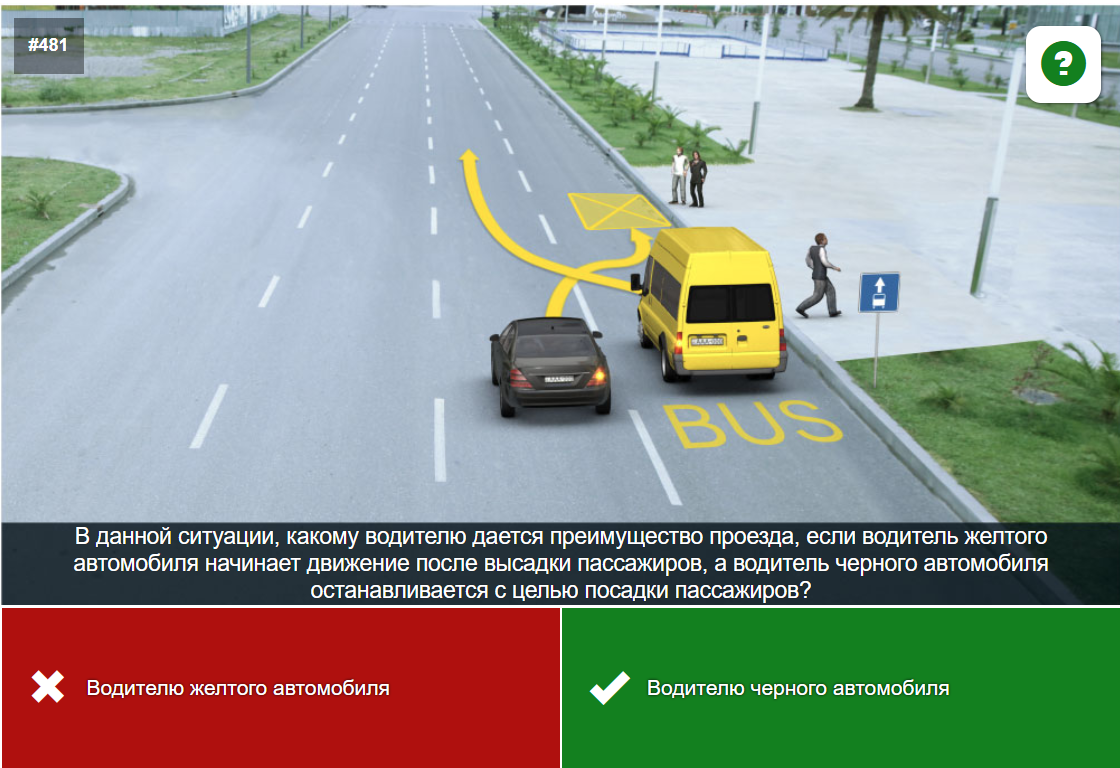 #481
?
BUS
В данной ситуации, какому водителю дается преимущество проезда, если водитель желтого
автомобиля начинает движение после высадки пассажиров, а водитель черного автомобиля
останавливается с целью посадки пассажиров?
Водителю желтого автомобиля
Водителю черного автомобиля